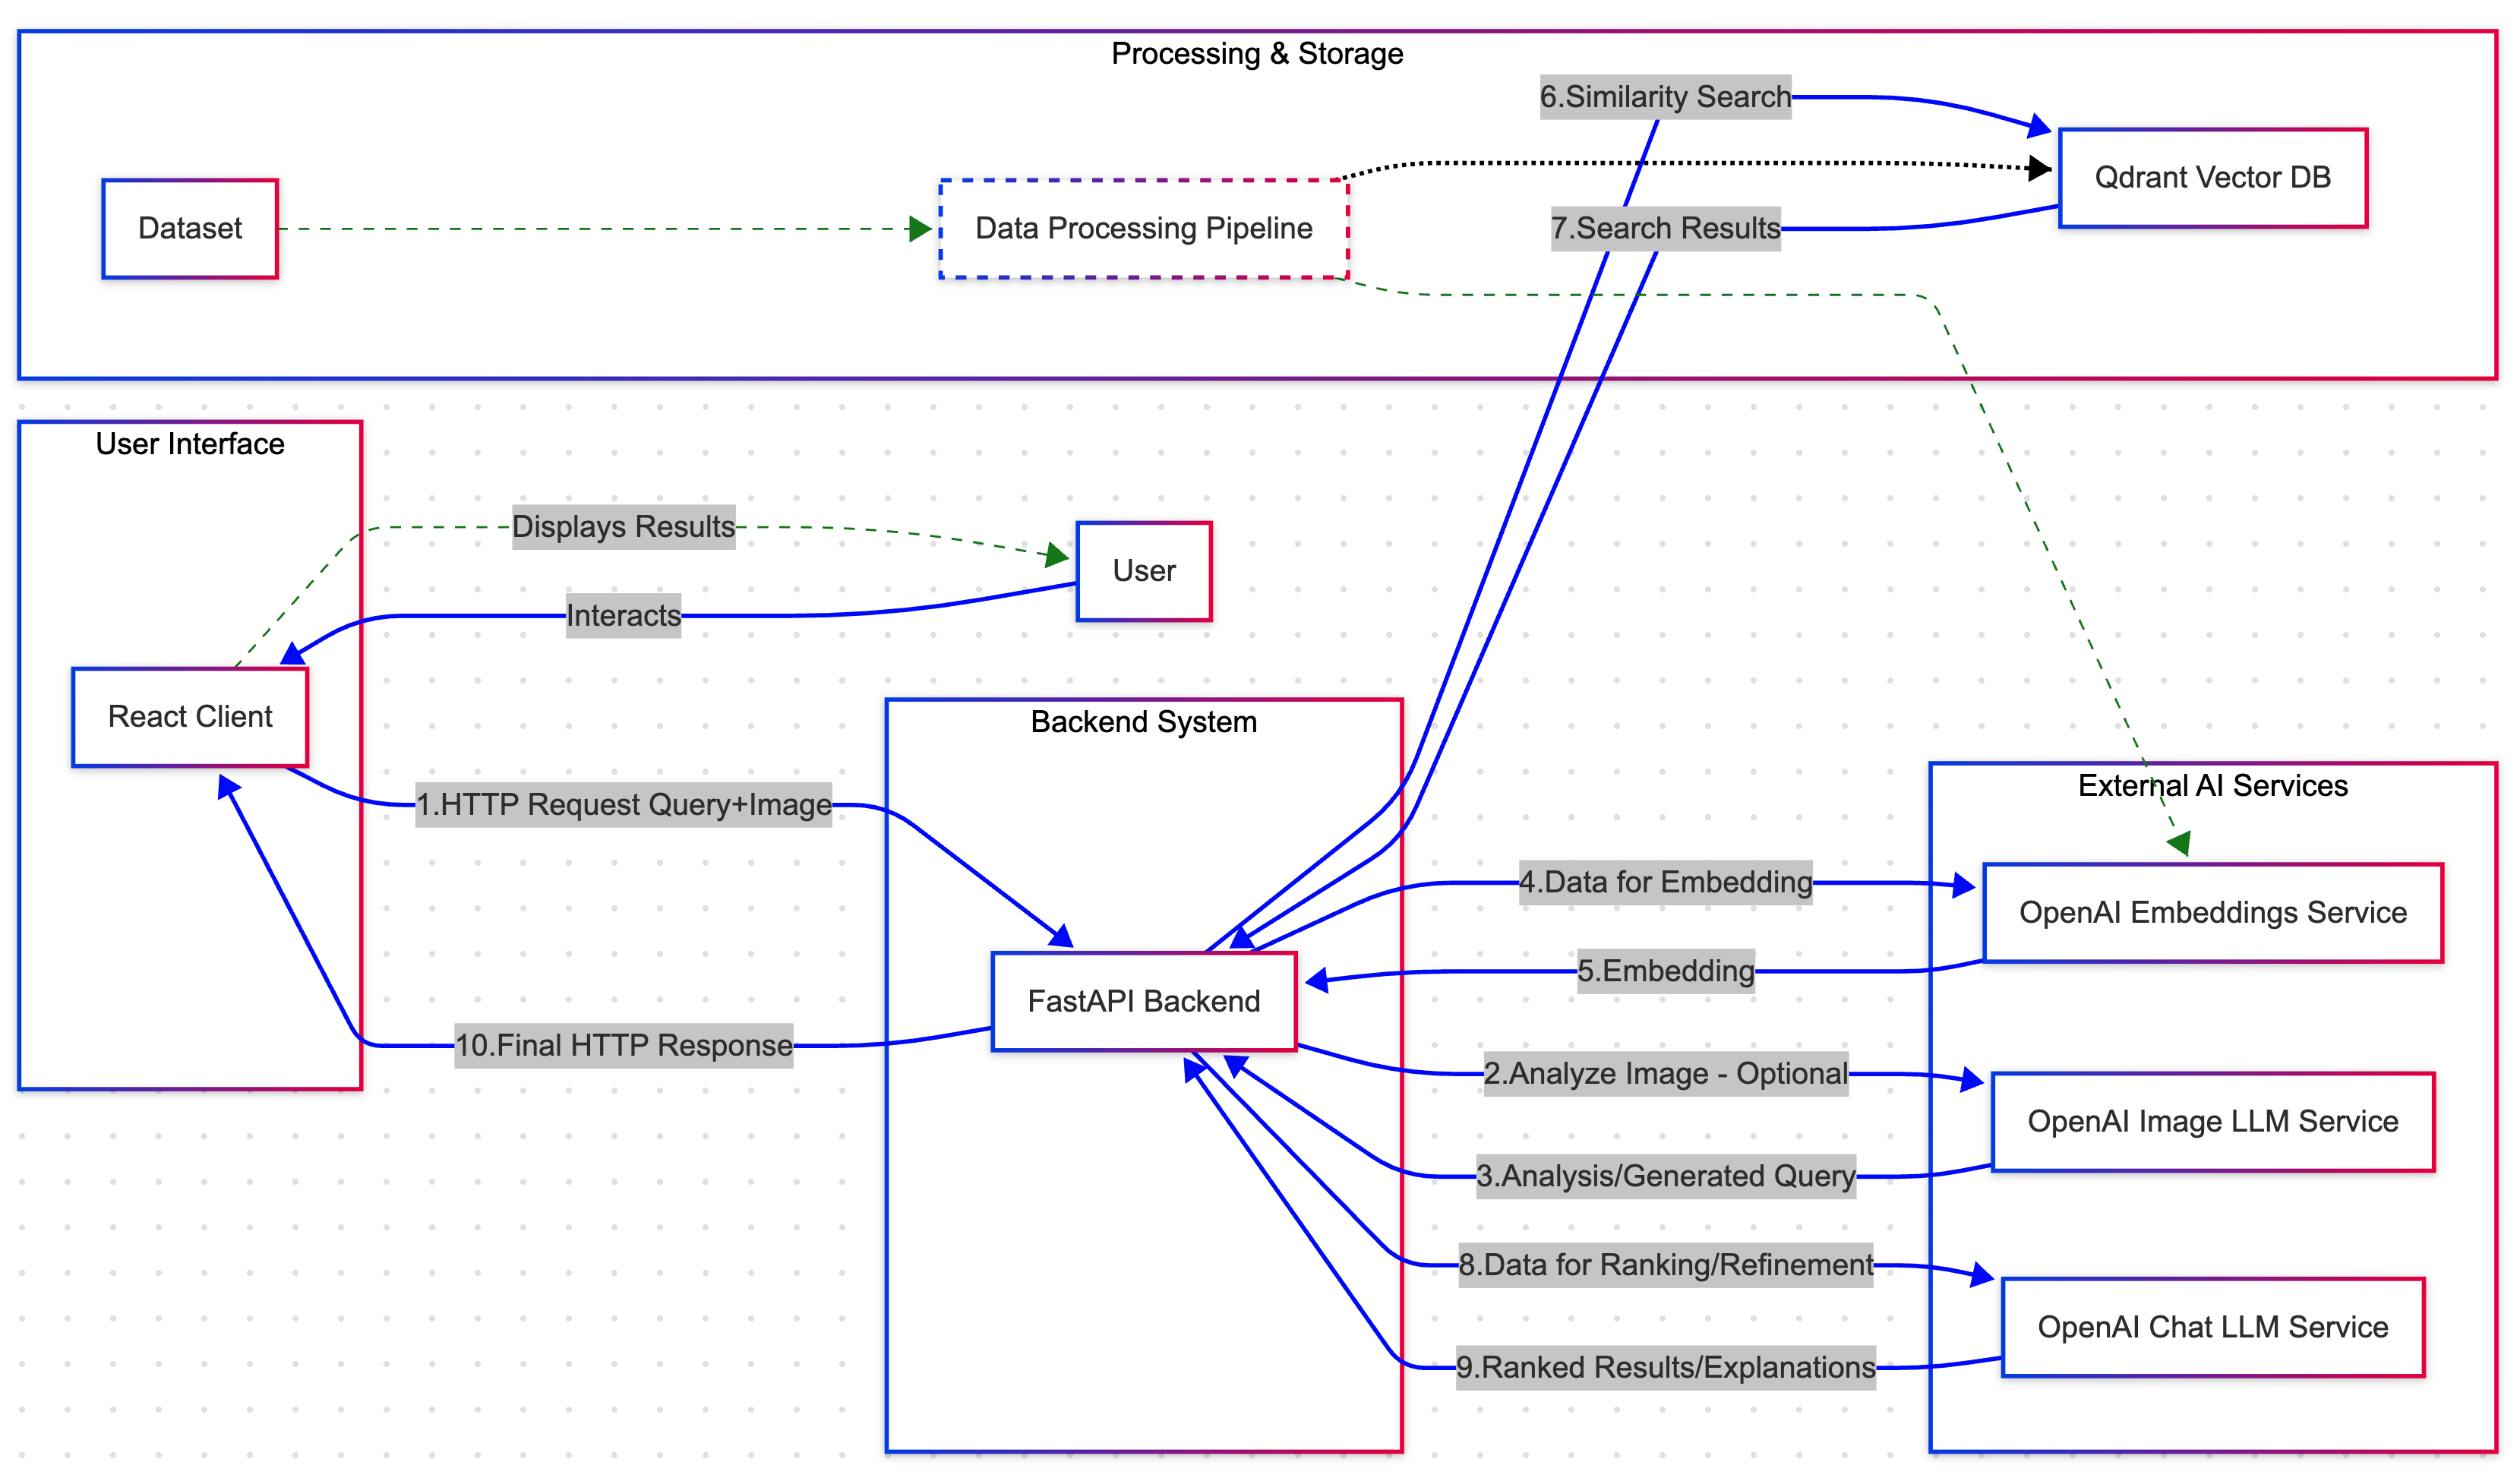 Processing & Storage
6.Similarity Search
Qdrant Vector DB
Dataset
Data Processing Pipeline
7.Search Results
User Interface
Displays Results
User
Interacts
React Client
Backend System
External AI Services
1.HTTP Request Query+Image
4.Data for Embedding
OpenAI Embeddings Service
5.Embedding
FastAPI Backend
10.Final HTTP Response
2.Analyze Image - Optional
OpenAI Image LLM Service
3.Analysis/Generated Query
8.Data for Ranking/Refinement
OpenAI Chat LLM Service
9.Ranked Results/Explanations